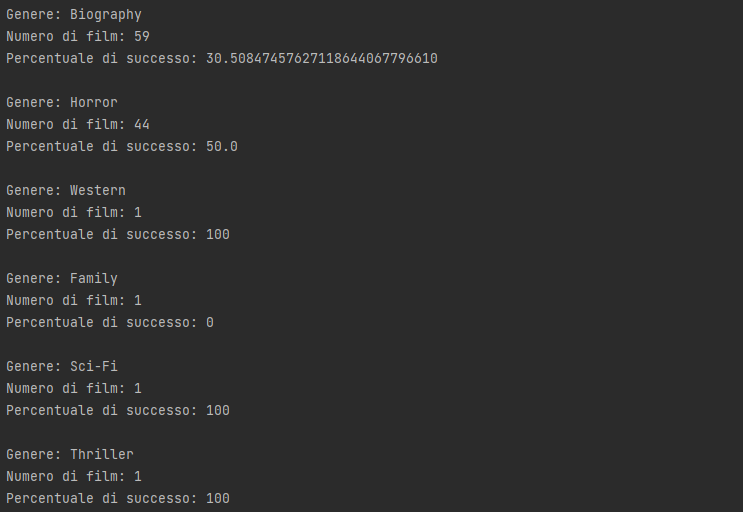 Genere: Biography
Numero di film: 59
Percentuale di successo: 30.50847457627118644067796610

Genere: Horror
Numero di film: 44
Percentuale di successo: 50.0

Genere: Western
Numero di film: 1
Percentuale di successo: 100

Genere: Family
Numero di film: 1
Percentuale di successo: 0

Genere: Sci-Fi
Numero di film: 1
Percentuale di successo: 100

Genere: Thriller
Numero di film: 1
Percentuale di successo: 100